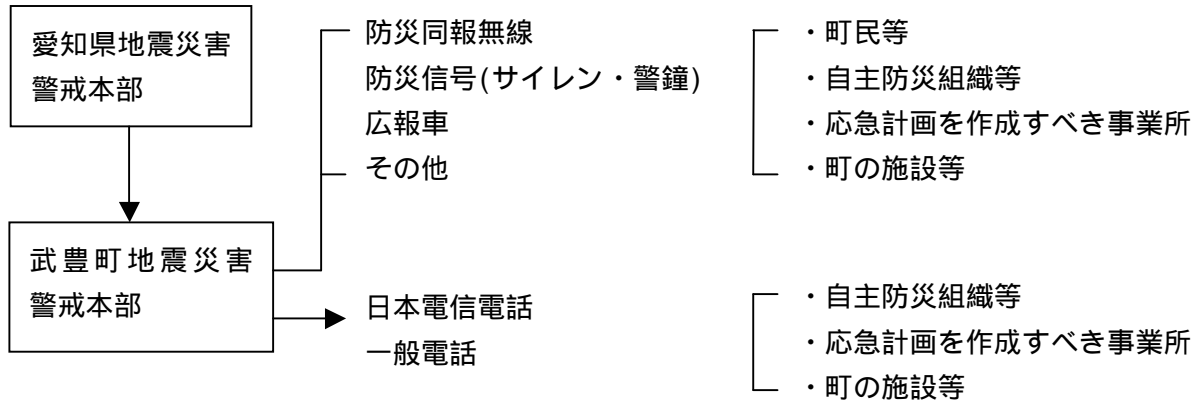 愛知県地震災害
警戒本部
防災同報無線
防災信号(サイレン・警鐘)
広報車
その他
・町民等
・自主防災組織等
・応急計画を作成すべき事業所
・町の施設等
武豊町地震災害
警戒本部
日本電信電話
一般電話
・自主防災組織等
・応急計画を作成すべき事業所
・町の施設等